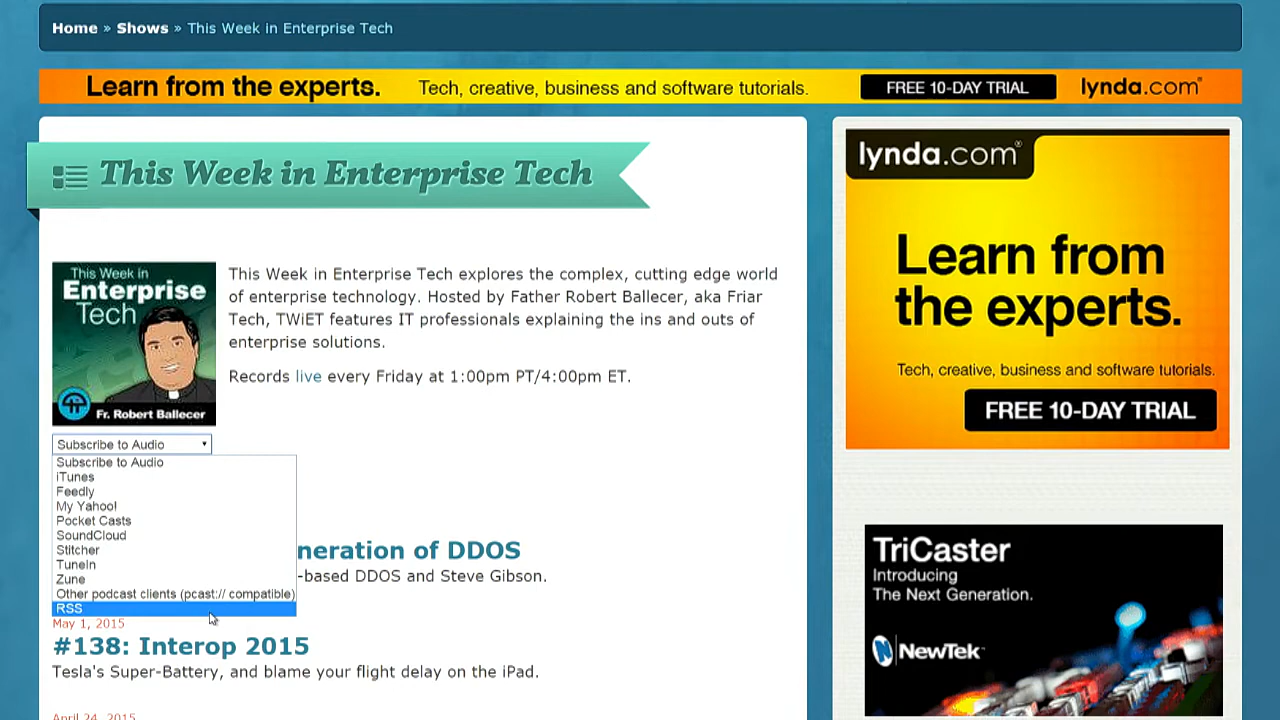 Home » Shows » This Week in Enterprise Tech
Learn from the experts. Tech, creative, business and software tutorials. FREE 10-DAY TRIAL lynda.com®
This Week in Enterprise Tech
This Week in
Enterprise
Tech
Fr. Robert Ballecer
This Week in Enterprise Tech explores the complex, cutting edge world
of enterprise technology. Hosted by Father Robert Ballecer, aka Friar
Tech, TWiET features IT professionals explaining the ins and outs of
enterprise solutions.
Records live every Friday at 1:00pm PT/4:00pm ET.
Subscribe to Audio
Subscribe to Audio
iTunes
Feedly
My Yahoo!
Pocket Casts
SoundCloud
Stitcher
TuneIn
Zune
Other podcast clients (pcast:// compatible)
RSS
neration of DDOS
-based DDOS and Steve Gibson.
May 1, 2015
#138: Interop 2015
Tesla's Super-Battery, and blame your flight delay on the iPad.
April 24, 2015
lynda.com®
Learn from
the experts.
Tech, creative, business and software tutorials.
FREE 10-DAY TRIAL
TriCaster
Introducing
The Next Generation.
NewTek